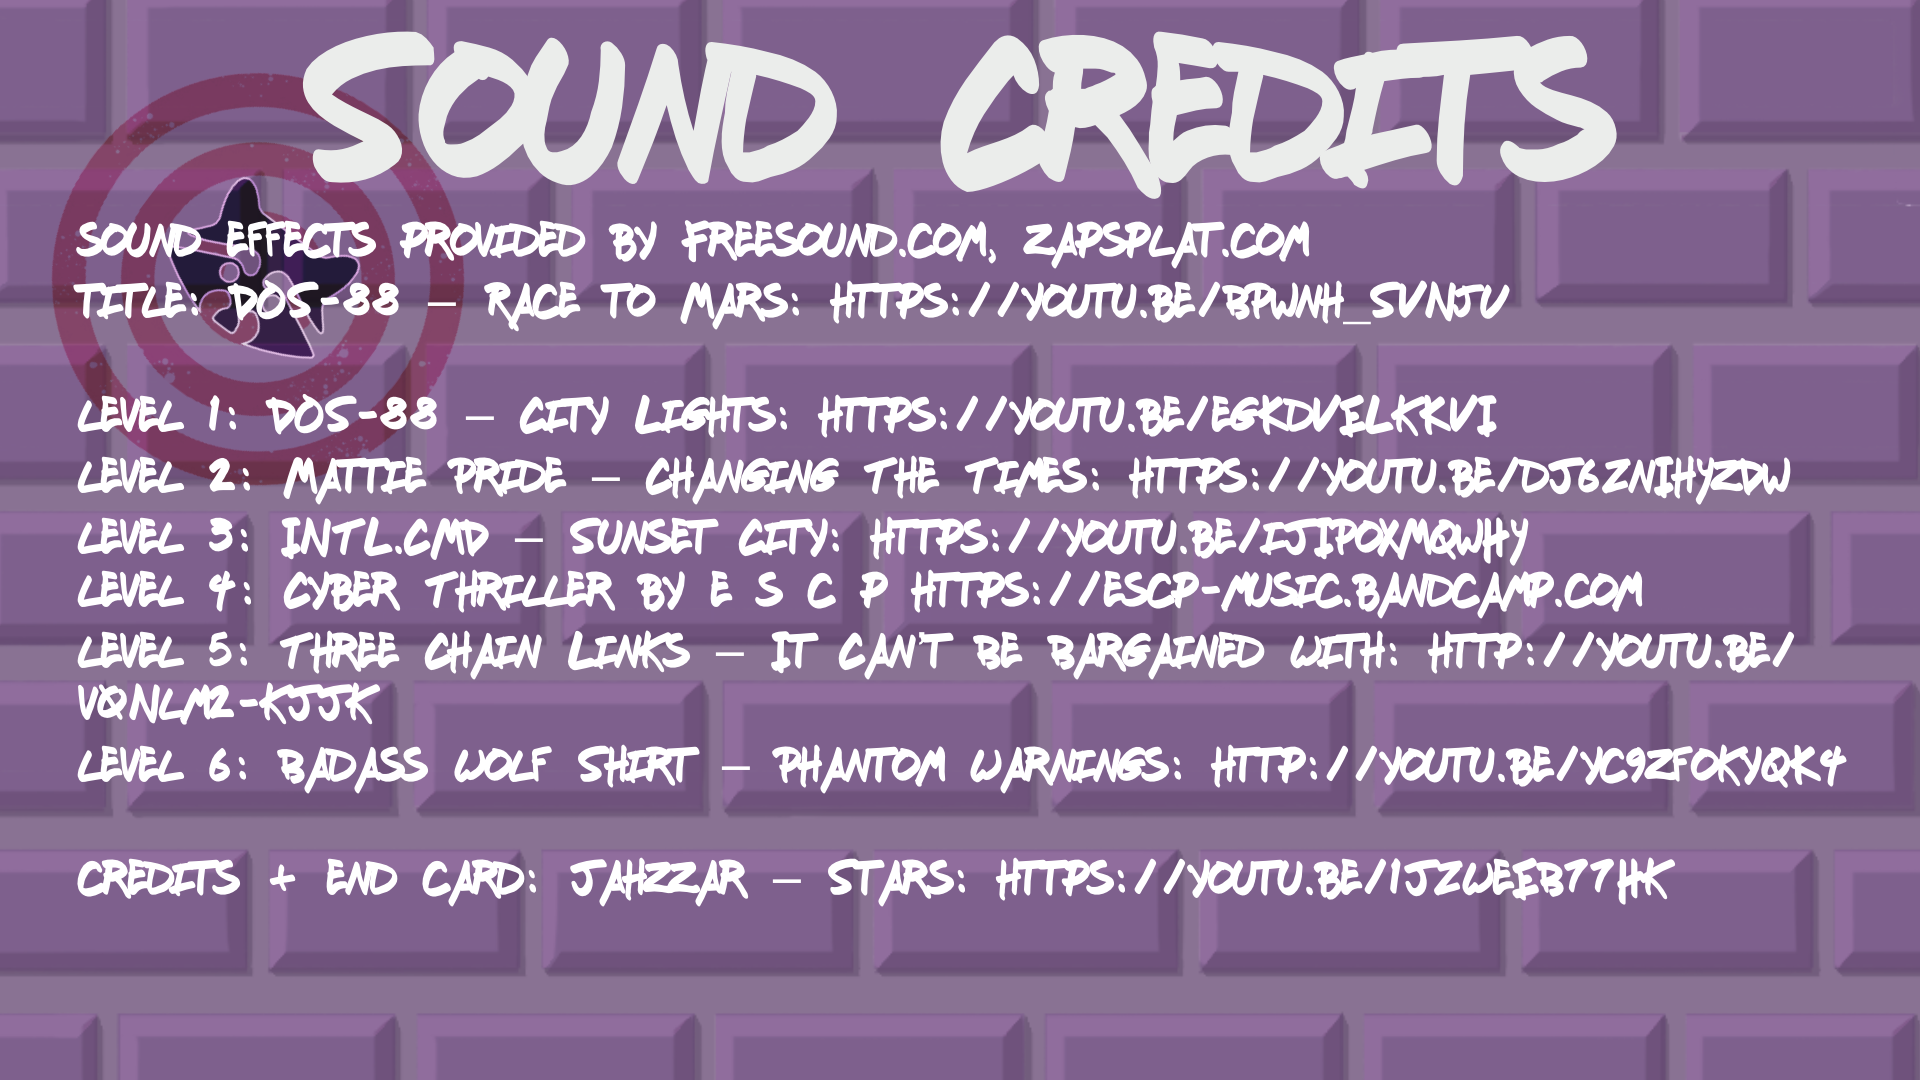 SOUND CREDITS
SOUND EFFECTS PROVIDED BY FREESOUND.COM, ZAPSPLAT.COM
TITLE: DOS-88 – RACE TO MARS: HTTPS://YOUTU.BE/BPWNH_SVNJU
LEVEL 1: DOS-88 – CITY LIGHTS: HTTPS://YOUTU.BE/EGKDVILKKVI
LEVEL 2: MATTIE PRIDE – CHANGING THE TIMES: HTTPS://YOUTU.BE/DJ6ZNIHYZDW
LEVEL 3: INTL.CMD – SUNSET CITY: HTTPS://YOUTU.BE/IJIPOXMQWHY
LEVEL 4: CYBER THRILLER BY E S C P HTTPS://ESCP-MUSIC.BANDCAMP.COM
LEVEL 5: THREE CHAIN LINKS – IT CAN'T BE BARGAINED WITH: HTTP://YOUTU.BE/
VQNLM2-KJJK
LEVEL 6: BADASS WOLF SHIRT – PHANTOM WARNINGS: HTTP://YOUTU.BE/YC9ZFOKYQK4
CREDITS + END CARD: JAHZZAR – STARS: HTTPS://YOUTU.BE/1JZWEIB77HK